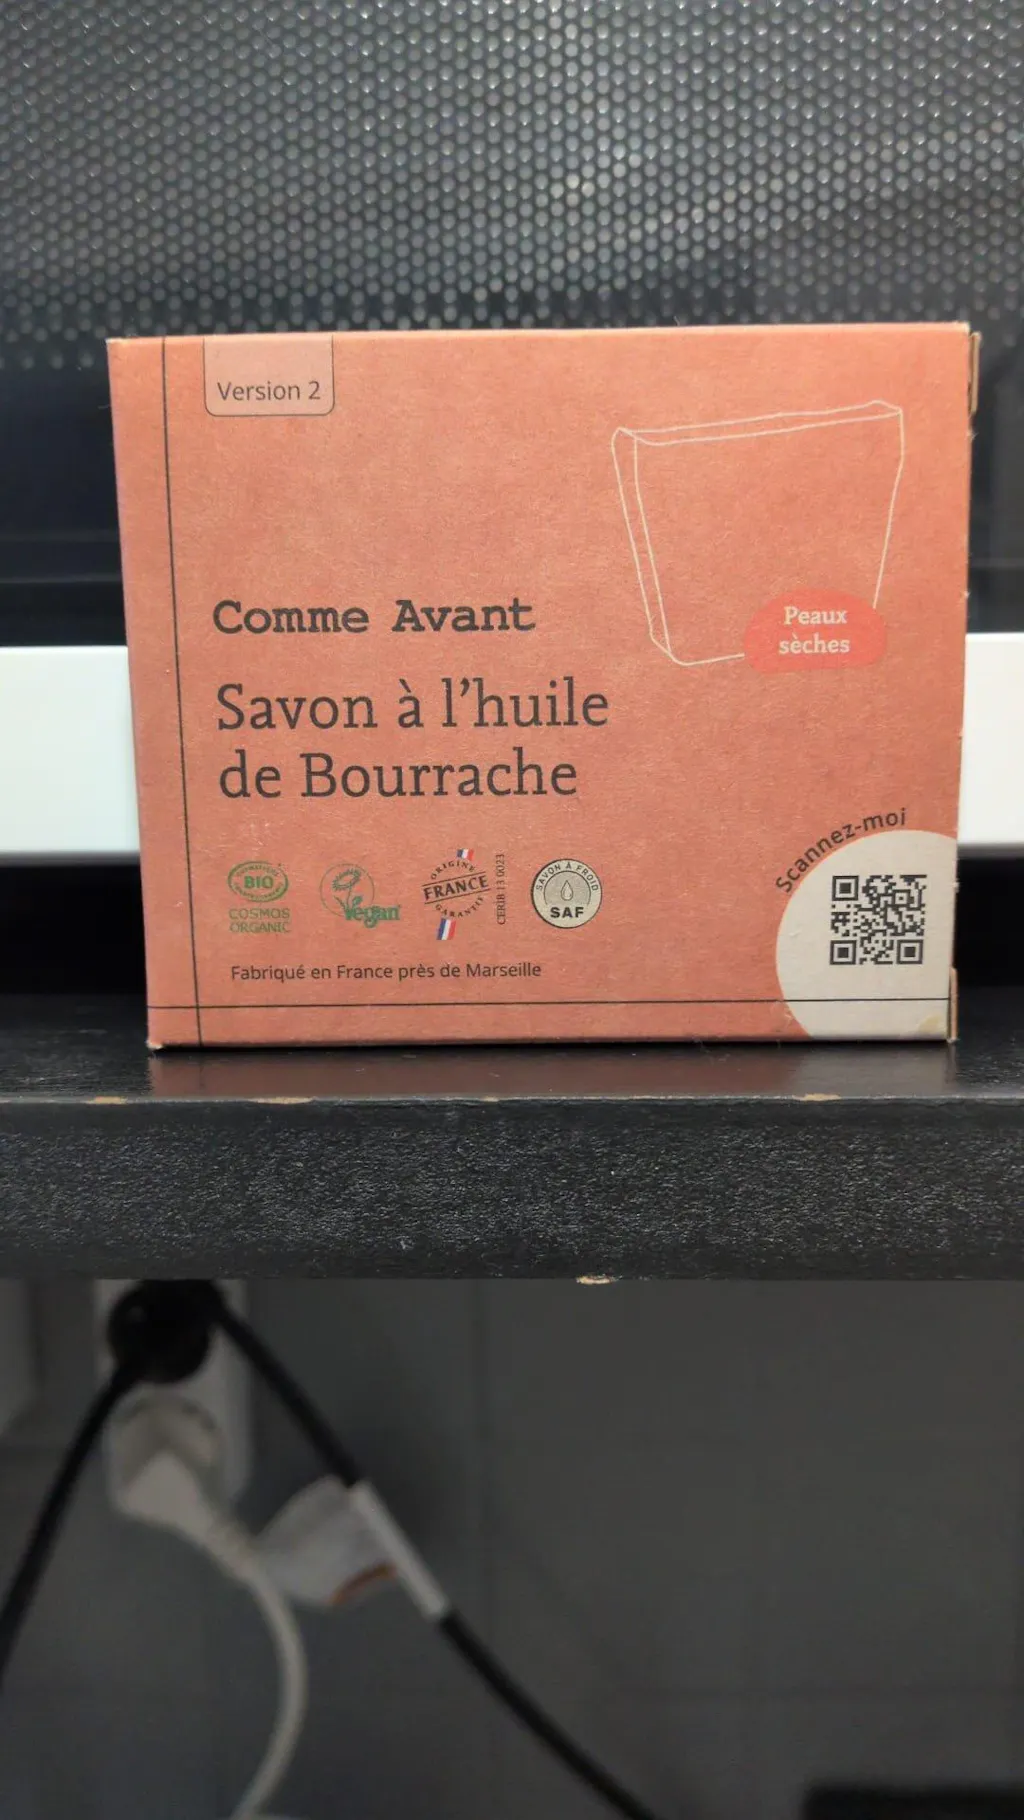 Version 2
Peaux
sèches
Comme Avant
Savon à l'huile
de Bourrache
Scannez-moi
BIO
COSMOS
ORGANIC
Vegan
ORIGINE
FRANCE
GARANTIE
CERIB 13 0023
SAVON À FROID
SAF
Fabriqué en France près de Marseille